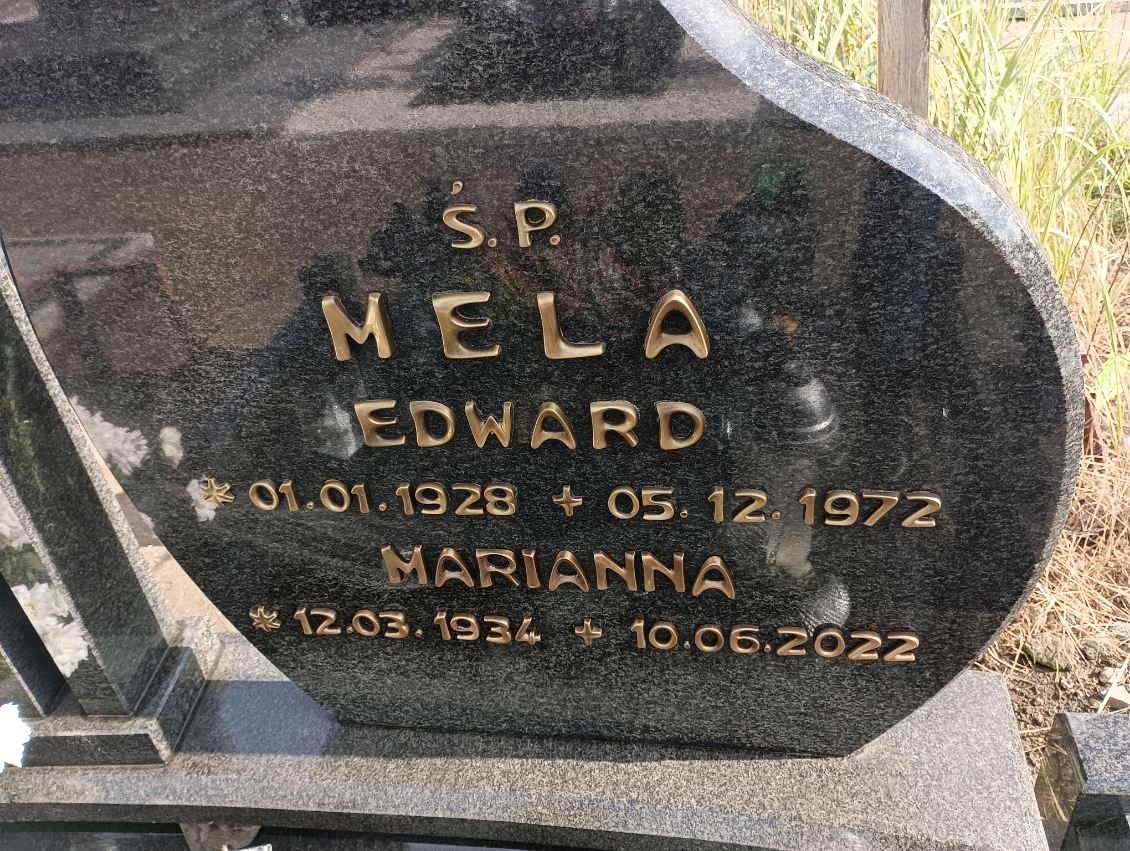 Ś.P.
MELA
EDWARD
* 01.01.1928 + 05.12.1972
MARIANNA
* 12.03.1934 + 10.06.2022